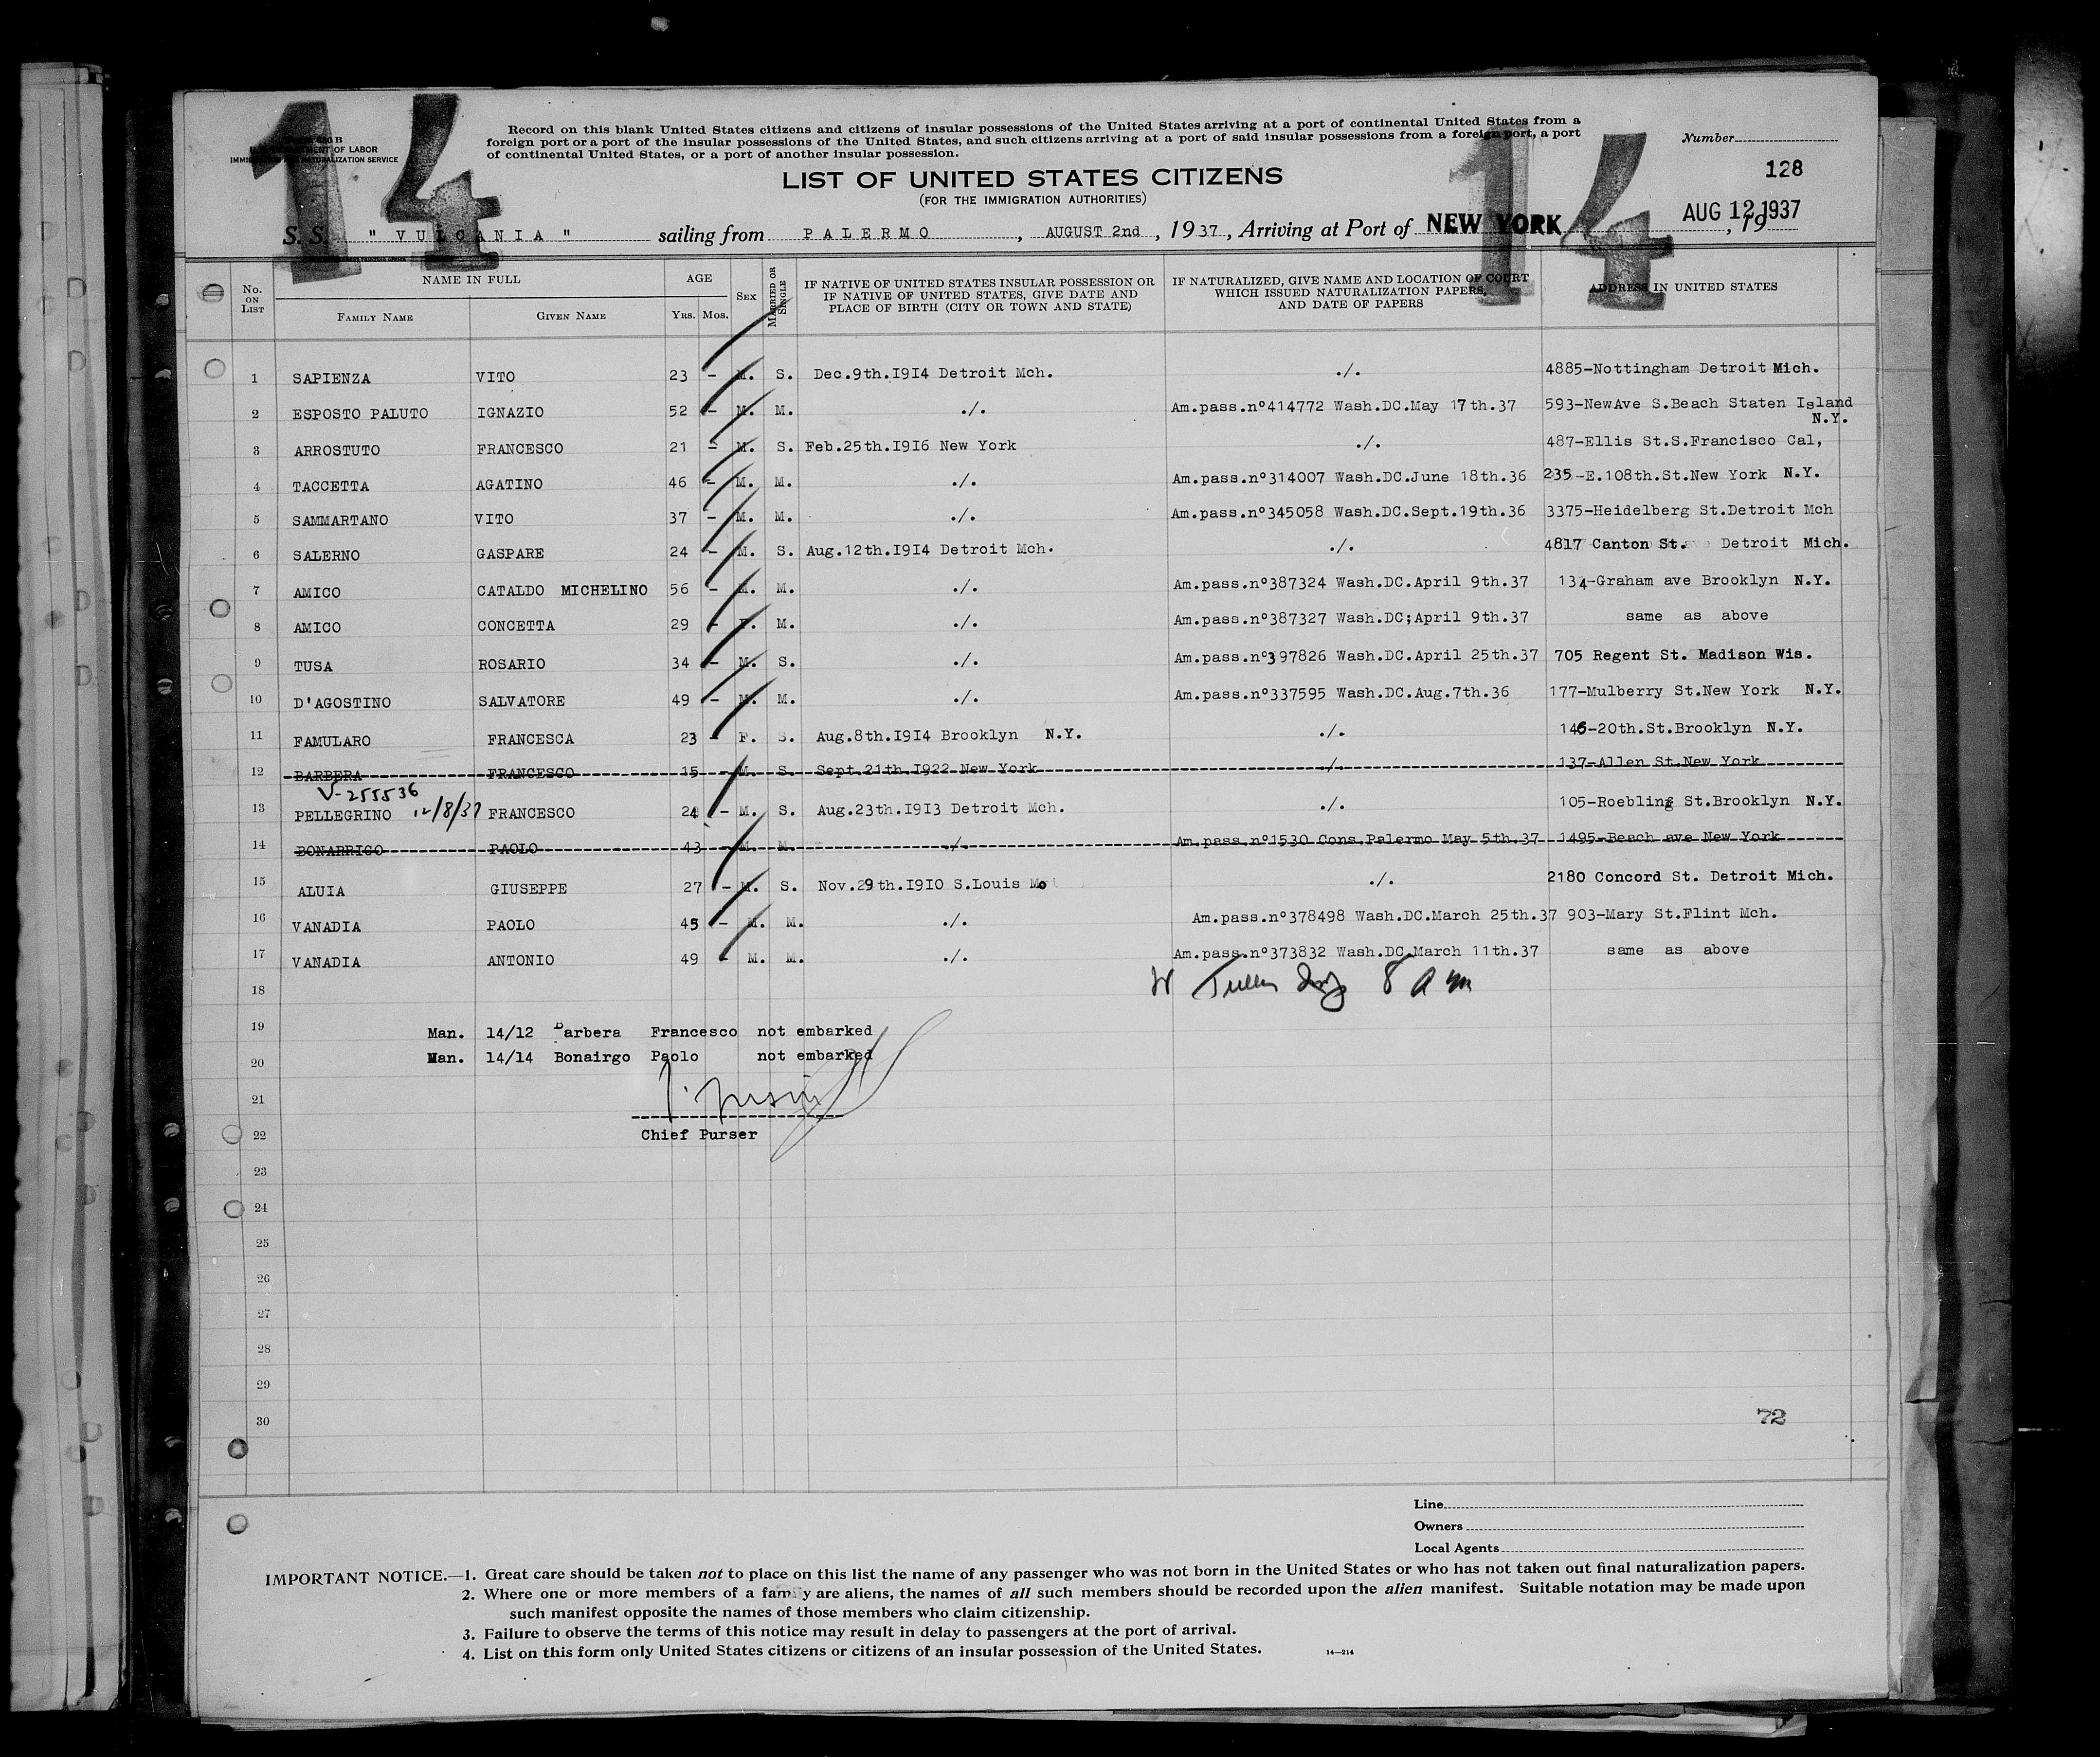 14 14
Record on this blank United States citizens and citizens of insular possessions of the United States arriving at a port of continental United States from a
foreign port or a port of the insular possessions of the United States, and such citizens arriving at a port of said insular possessions from a foreign port, a port
of continental United States, or a port of another insular possession.
B
OF LABOR
NATURALIZATION SERVICE
Number
128
LIST OF UNITED STATES CITIZENS
(FOR THE IMMIGRATION AUTHORITIES)
AUG 12 1937
S. S. " VULCANIA " sailing from PALERMO, AUGUST 2nd, 1937, Arriving at Port of NEW YORK, 19
No. ON LIST NAME IN FULL FAMILY NAME GIVEN NAME AGE YRS. MOS. SEX MARRIED OR SINGLE IF NATIVE OF UNITED STATES INSULAR POSSESSION OR IF NATIVE OF UNITED STATES, GIVE DATE AND PLACE OF BIRTH (CITY OR TOWN AND STATE) IF NATURALIZED, GIVE NAME AND LOCATION OF COURT WHICH ISSUED NATURALIZATION PAPERS, AND DATE OF PAPERS ADDRESS IN UNITED STATES
1 SAPIENZA VITO 23 - M. S. Dec.9th.I9I4 Detroit Mch. ./. 4885-Nottingham Detroit Mich.
2 ESPOSTO PALUTO IGNAZIO 52 - M. M. ./. Am.pass.n°414772 Wash.DC.May 17th.37 593-NewAve S.Beach Staten Island
N.Y.
3 ARROSTUTO FRANCESCO 21 - M. S. Feb.25th.I9I6 New York ./. 487-Ellis St.S.Francisco Cal,
4 TACCETTA AGATINO 46 - M. M. ./. Am.pass.n°314007 Wash.DC.June 18th.36 235-E.108th.St.New York N.Y.
5 SAMMARTANO VITO 37 - M. M. ./. Am.pass.n°345058 Wash.DC.Sept.19th.36 3375-Heidelberg St.Detroit Mch
6 SALERNO GASPARE 24 - M. S. Aug.12th.I9I4 Detroit Mch. ./. 4817 Canton St. Detroit Mich.
7 AMICO CATALDO MICHELINO 56 - M. M. ./. Am.pass.n°387324 Wash.DC.April 9th.37 134-Graham ave Brooklyn N.Y.
8 AMICO CONCETTA 29 - F. M. ./. Am.pass.n°387327 Wash.DC;April 9th.37 same as above
9 TUSA ROSARIO 34 - M. S. ./. Am.pass.n°397826 Wash.DC.April 25th.37 705 Regent St. Madison Wis.
10 D'AGOSTINO SALVATORE 49 - M. M. ./. Am.pass.n°337595 Wash.DC.Aug.7th.36 177-Mulberry St.New York N.Y.
11 FAMULARO FRANCESCA 23 - F. S. Aug.8th.I9I4 Brooklyn N.Y. ./. 146-20th.St.Brooklyn N.Y.
12 BARBERA FRANCESCO 15 - M. S. Sept.21th.I922 New York ./. 137-Allen St.New York
V-255536
13 PELLEGRINO 12/8/37 FRANCESCO 24 - M. S. Aug.23th.I9I3 Detroit Mch. ./. 105-Roebling St.Brooklyn N.Y.
14 BONARRIGO PAOLO 43 - M. M. ./. Am.pass.n°1530 Cons.Palermo May 5th.37 1495-Beach ave New York
15 ALUIA GIUSEPPE 27 - M. S. Nov.29th.I9I0 S.Louis Mo ./. 2180 Concord St. Detroit Mich.
16 VANADIA PAOLO 45 - M. M. ./. Am.pass.n°378498 Wash.DC.March 25th.37 903-Mary St.Flint Mch.
17 VANADIA ANTONIO 49 - M. M. ./. Am.pass.n°373832 Wash.DC.March 11th.37 same as above
18 8 a m
19 Man. 14/12 Barbera Francesco not embarked
20 Man. 14/14 Bonairgo Paolo not embarked
21
22 Chief Purser
23
24
25
26
27
28
29
30 72
Line
Owners
Local Agents
IMPORTANT NOTICE.—1. Great care should be taken not to place on this list the name of any passenger who was not born in the United States or who has not taken out final naturalization papers.
2. Where one or more members of a family are aliens, the names of all such members should be recorded upon the alien manifest. Suitable notation may be made upon
such manifest opposite the names of those members who claim citizenship.
3. Failure to observe the terms of this notice may result in delay to passengers at the port of arrival.
4. List on this form only United States citizens or citizens of an insular possession of the United States. 14—214